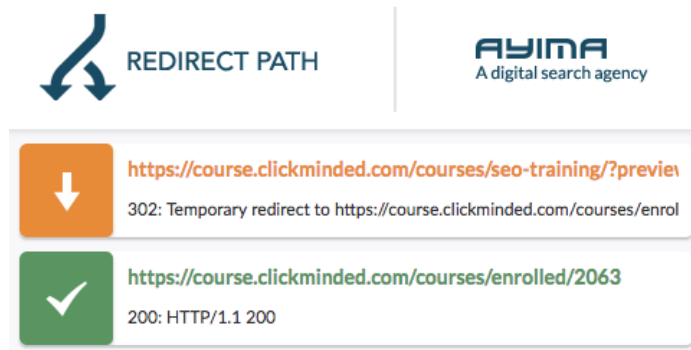 REDIRECT PATH
AYIMA
A digital search agency
https://course.clickminded.com/courses/seo-training/?preview
302: Temporary redirect to https://course.clickminded.com/courses/enrol
https://course.clickminded.com/courses/enrolled/2063
200: HTTP/1.1 200